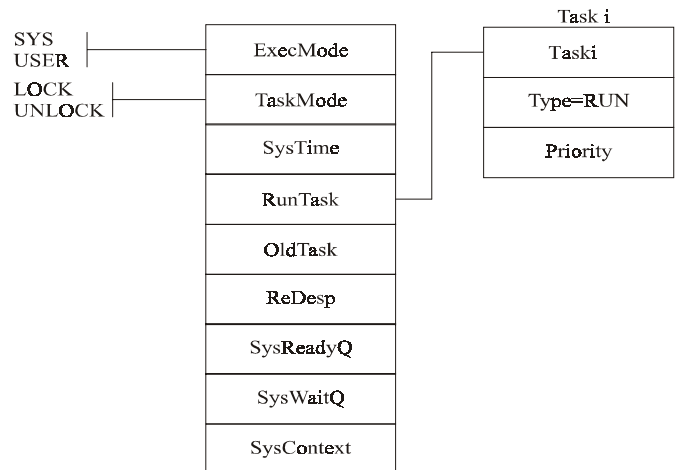 SYS
USER
LOCK
UNLOCK
ExecMode
TaskMode
SysTime
RunTask
OldTask
ReDesp
SysReadyQ
SysWaitQ
SysContext
Task i
Taski
Type=RUN
Priority